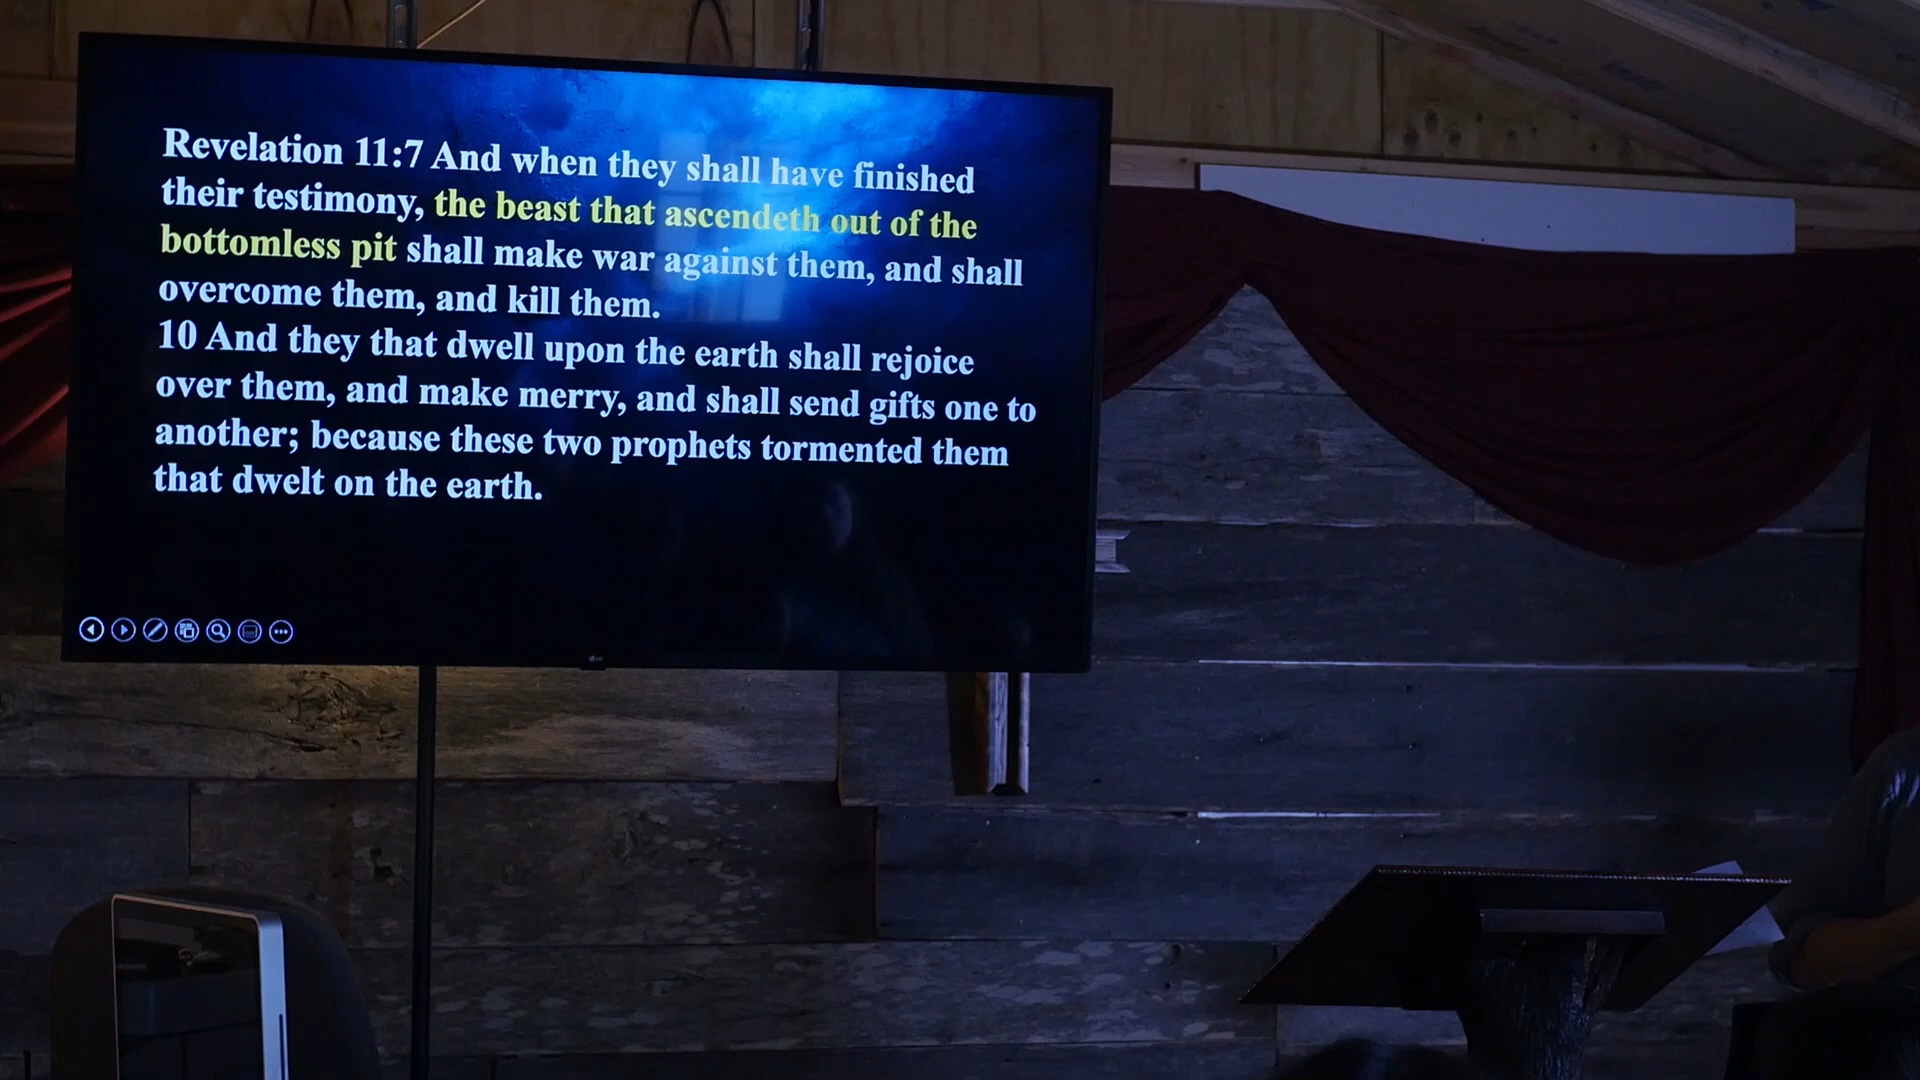 Revelation 11:7 And when they shall have finished
their testimony, the beast that ascendeth out of the
bottomless pit shall make war against them, and shall
overcome them, and kill them.
10 And they that dwell upon the earth shall rejoice
over them, and make merry, and shall send gifts one to
another; because these two prophets tormented them
that dwelt on the earth.
LG